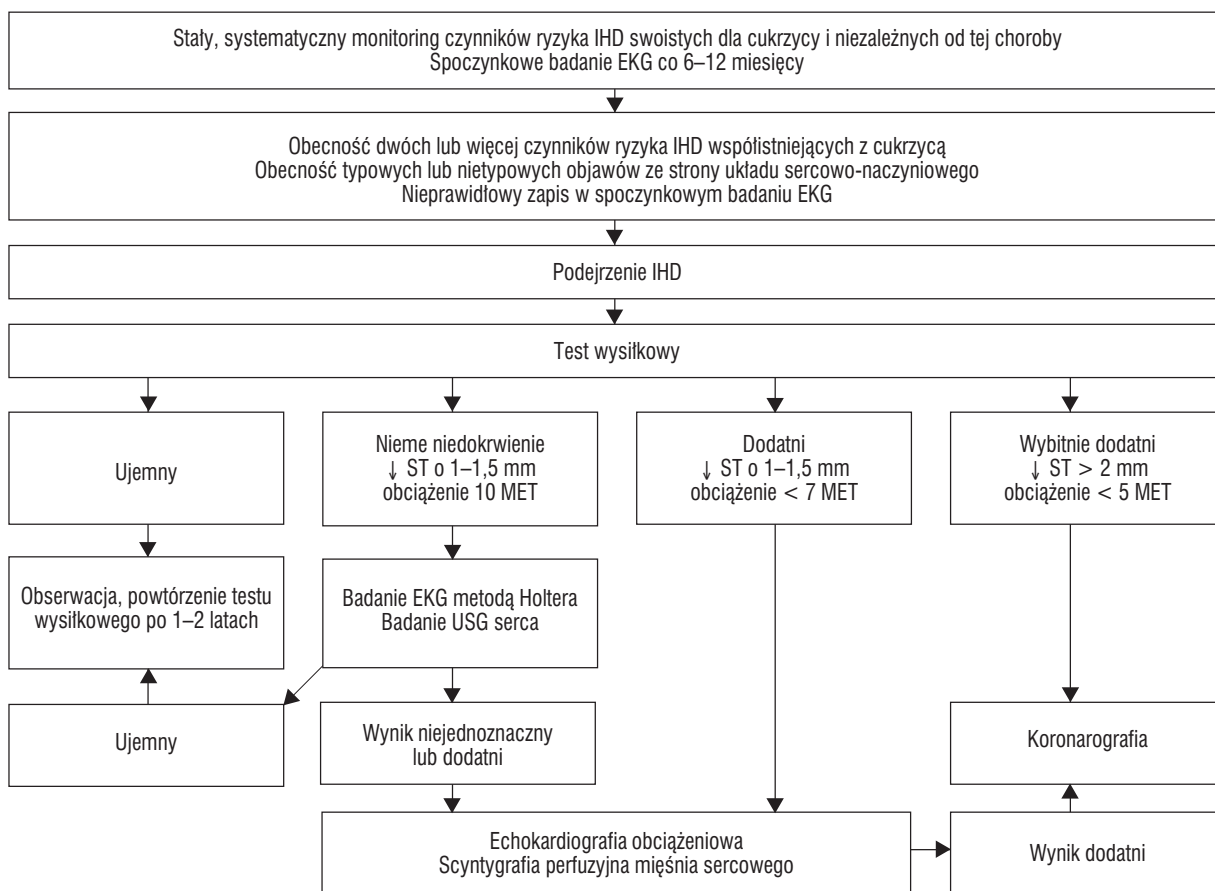 Stały, systematyczny monitoring czynników ryzyka IHD swoistych dla cukrzycy i niezależnych od tej choroby
Spoczynkowe badanie EKG co 6–12 miesięcy
Obecność dwóch lub więcej czynników ryzyka IHD współistniejących z cukrzycą
Obecność typowych lub nietypowych objawów ze strony układu sercowo-naczyniowego
Nieprawidłowy zapis w spoczynkowym badaniu EKG
Podejrzenie IHD
Test wysiłkowy
Ujemny
Nieme niedokrwienie
↓ ST o 1–1,5 mm
obciążenie 10 MET
Dodatni
↓ ST o 1–1,5 mm
obciążenie < 7 MET
Wybitnie dodatni
↓ ST > 2 mm
obciążenie < 5 MET
Obserwacja, powtórzenie testu
wysiłkowego po 1–2 latach
Badanie EKG metodą Holtera
Badanie USG serca
Ujemny
Wynik niejednoznaczny
lub dodatni
Koronarografia
Echokardiografia obciążeniowa
Scyntygrafia perfuzyjna mięśnia sercowego
Wynik dodatni